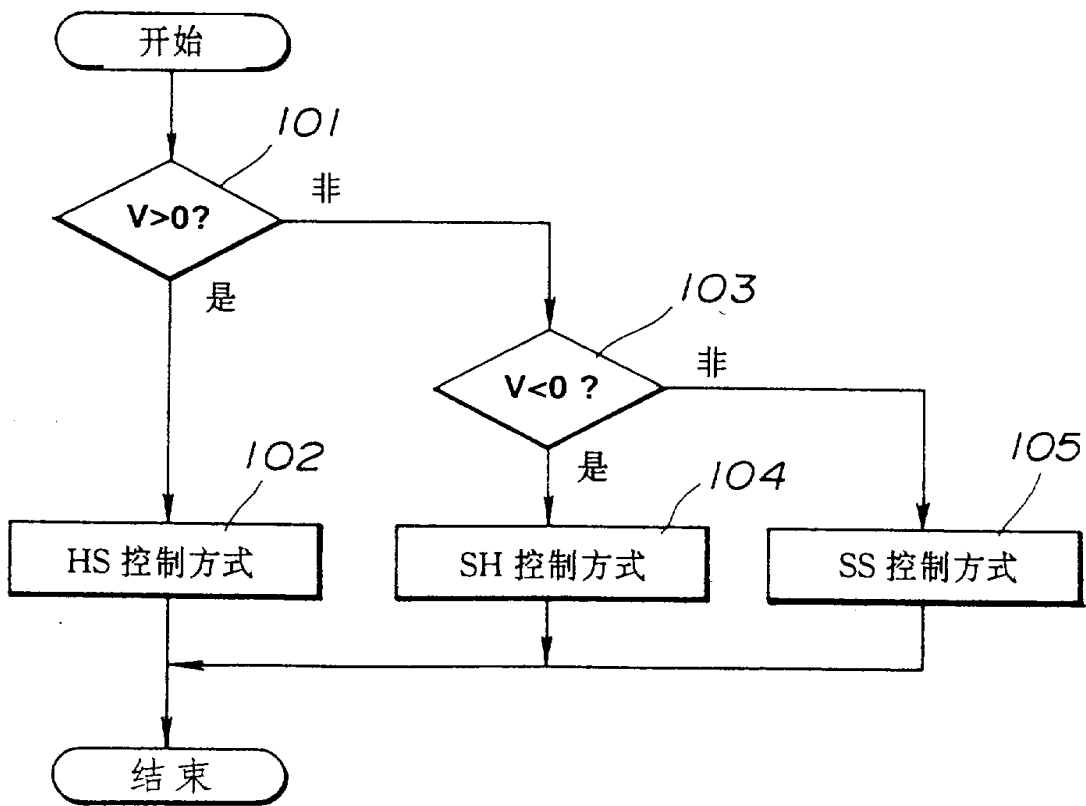 开始
101
V>0?
非
是
103
V<0 ?
非
是
102
104
105
HS 控制方式
SH 控制方式
SS 控制方式
结束